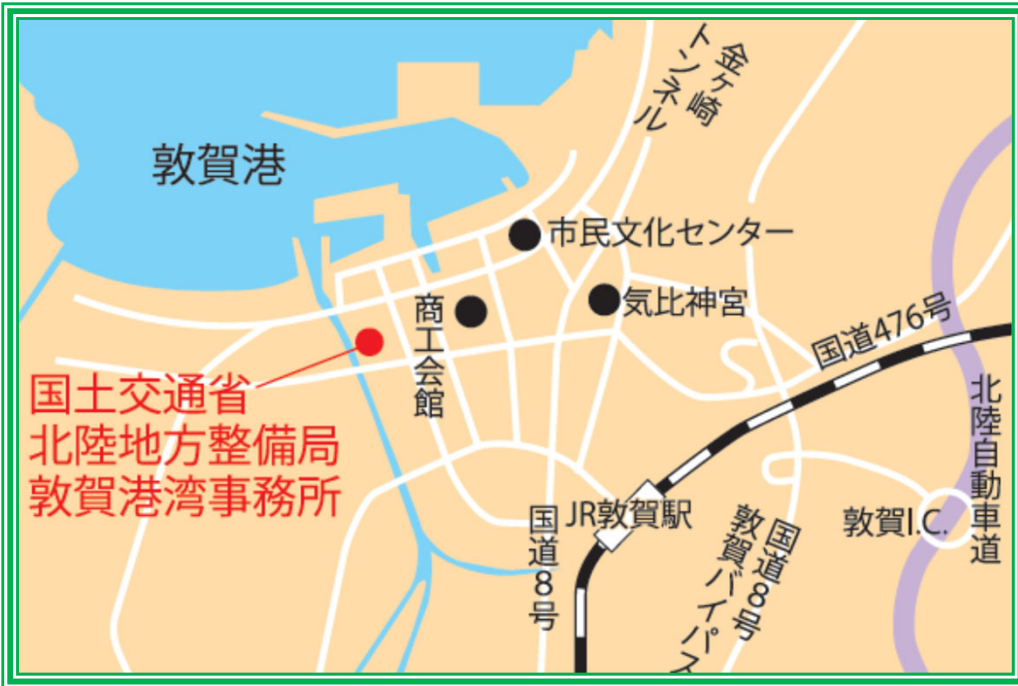 金ヶ崎
トンネル
敦賀港
市民文化センター
気比神宮
商工会館
国道476号
国土交通省
北陸地方整備局
敦賀港湾事務所
北陸自動車道
JR敦賀駅
敦賀I.C.
国道8号
国道8号
敦賀バイパス